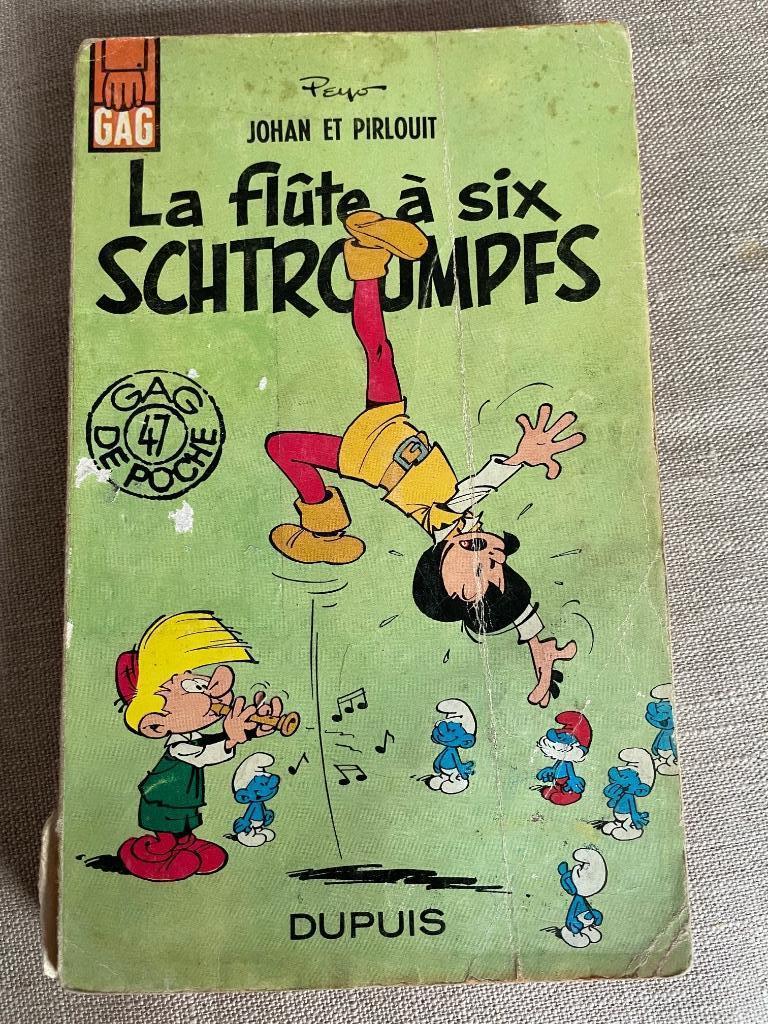 GAG
Peyo
JOHAN ET PIRLOUIT
La flûte à six
SCHTROUMPFS
GAG
47
DE POCHE
DUPUIS